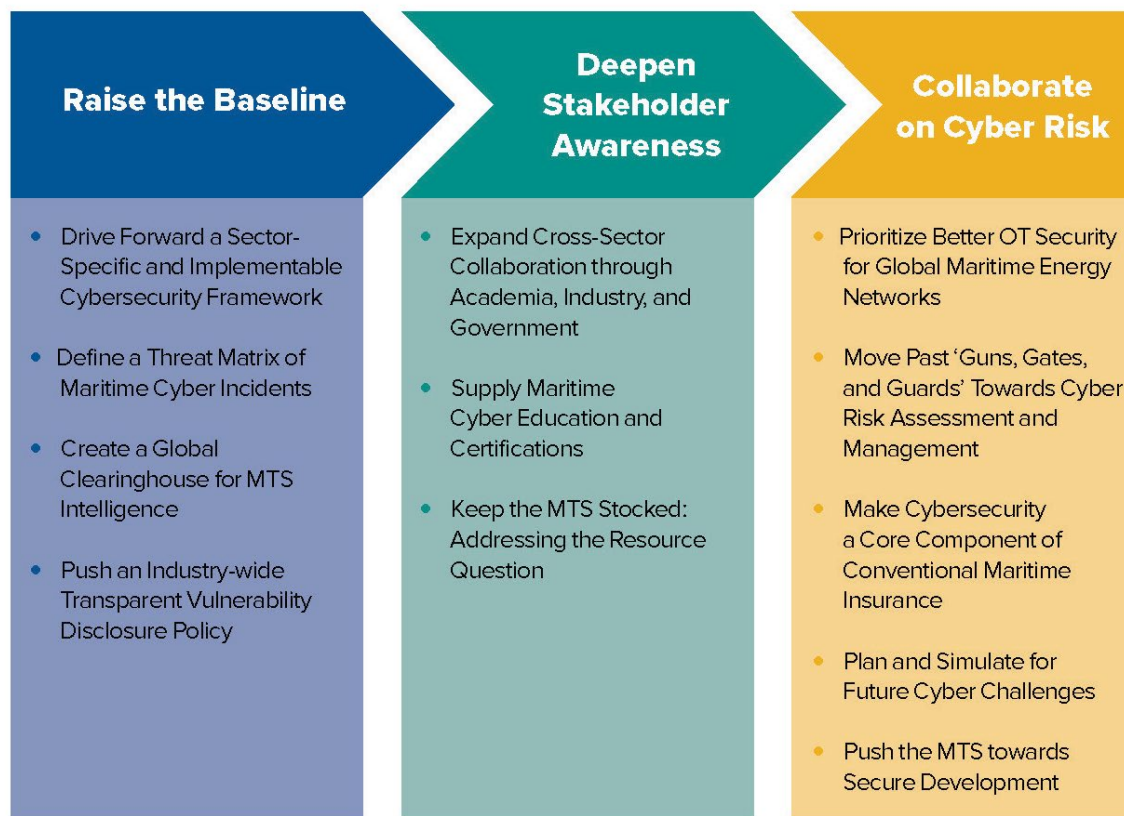 Raise the Baseline
• Drive Forward a Sector-
Specific and Implementable
Cybersecurity Framework
• Define a Threat Matrix of
Maritime Cyber Incidents
• Create a Global
Clearinghouse for MTS
Intelligence
• Push an Industry-wide
Transparent Vulnerability
Disclosure Policy
Deepen
Stakeholder
Awareness
• Expand Cross-Sector
Collaboration through
Academia, Industry, and
Government
• Supply Maritime
Cyber Education and
Certifications
• Keep the MTS Stocked:
Addressing the Resource
Question
Collaborate
on Cyber Risk
• Prioritize Better OT Security
for Global Maritime Energy
Networks
• Move Past ‘Guns, Gates,
and Guards’ Towards Cyber
Risk Assessment and
Management
• Make Cybersecurity
a Core Component of
Conventional Maritime
Insurance
• Plan and Simulate for
Future Cyber Challenges
• Push the MTS towards
Secure Development